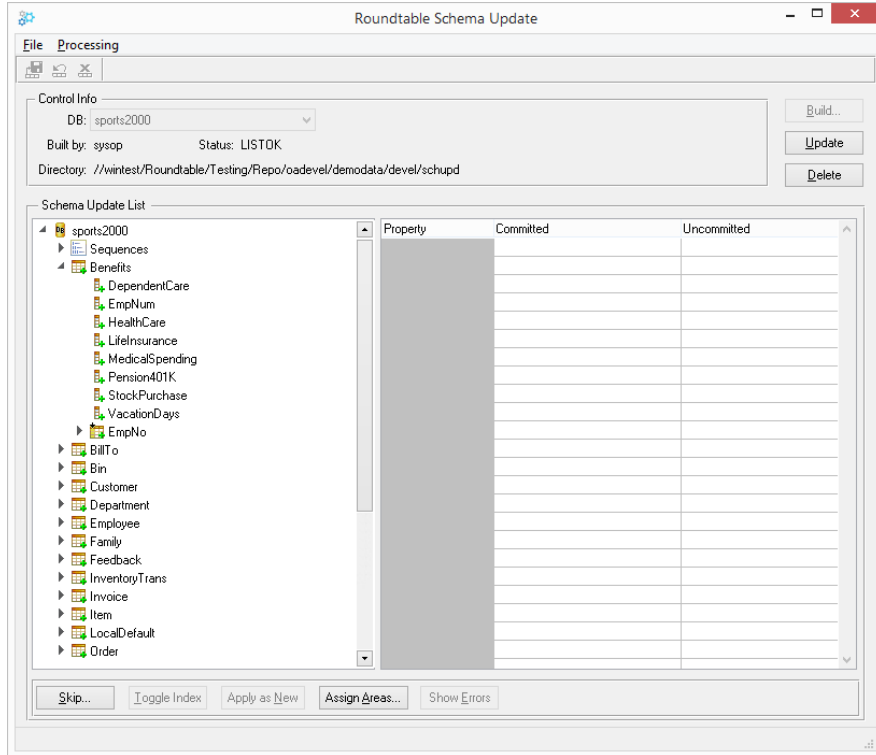 Roundtable Schema Update
File Processing
Control Info
DB: sports2000
Build...
Built by: sysop Status: LISTOK
Update
Directory: //wintest/Roundtable/Testing/Repo/oadevel/demodata/devel/schupd
Delete
Schema Update List
DB sports2000
Property Committed Uncommitted
Sequences
Benefits
DependentCare
EmpNum
HealthCare
LifeInsurance
MedicalSpending
Pension401K
StockPurchase
VacationDays
EmpNo
BillTo
Bin
Customer
Department
Employee
Family
Feedback
InventoryTrans
Invoice
Item
LocalDefault
Order
Skip... Toggle Index Apply as New Assign Areas... Show Errors